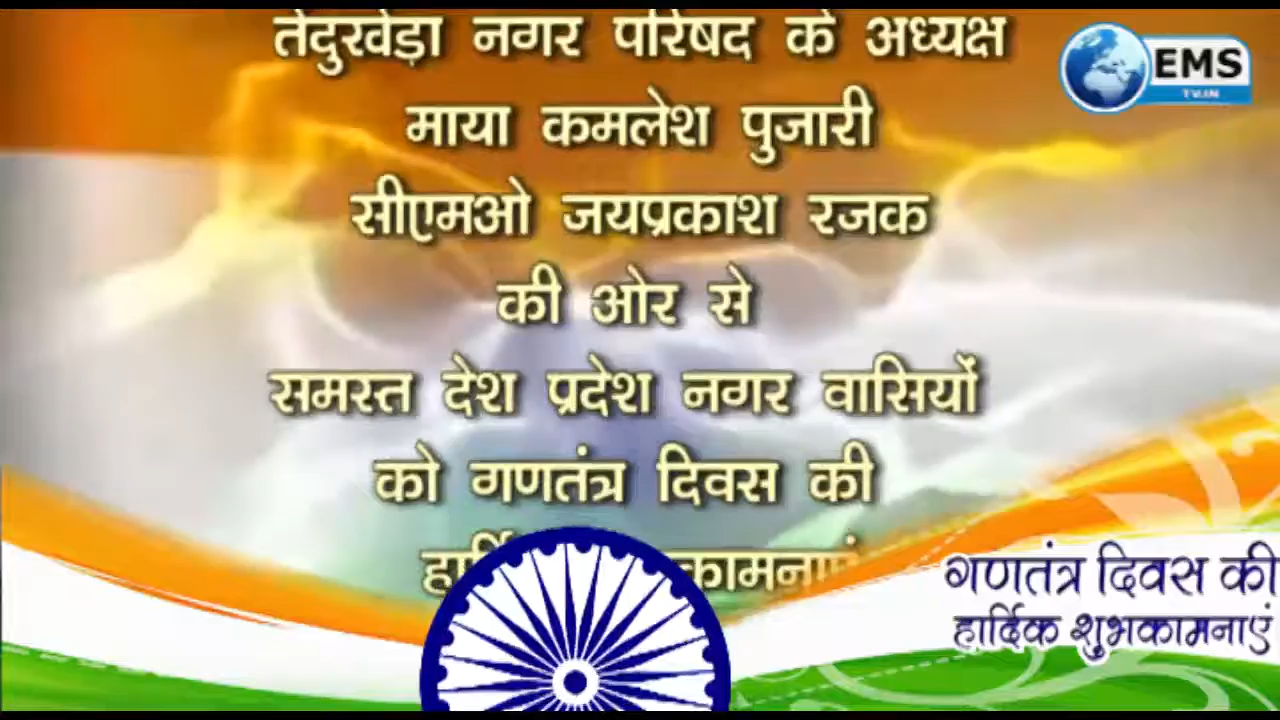 तेंदुखेड़ा नगर परिषद के अध्यक्ष
EMS
TV.IN
माया कमलेश पुजारी
सीएमओ जयप्रकाश रजक
की ओर से
समस्त देश प्रदेश नगर वासियों
को गणतंत्र दिवस की
गणतंत्र दिवस की
हार्दिक शुभकामनाएं